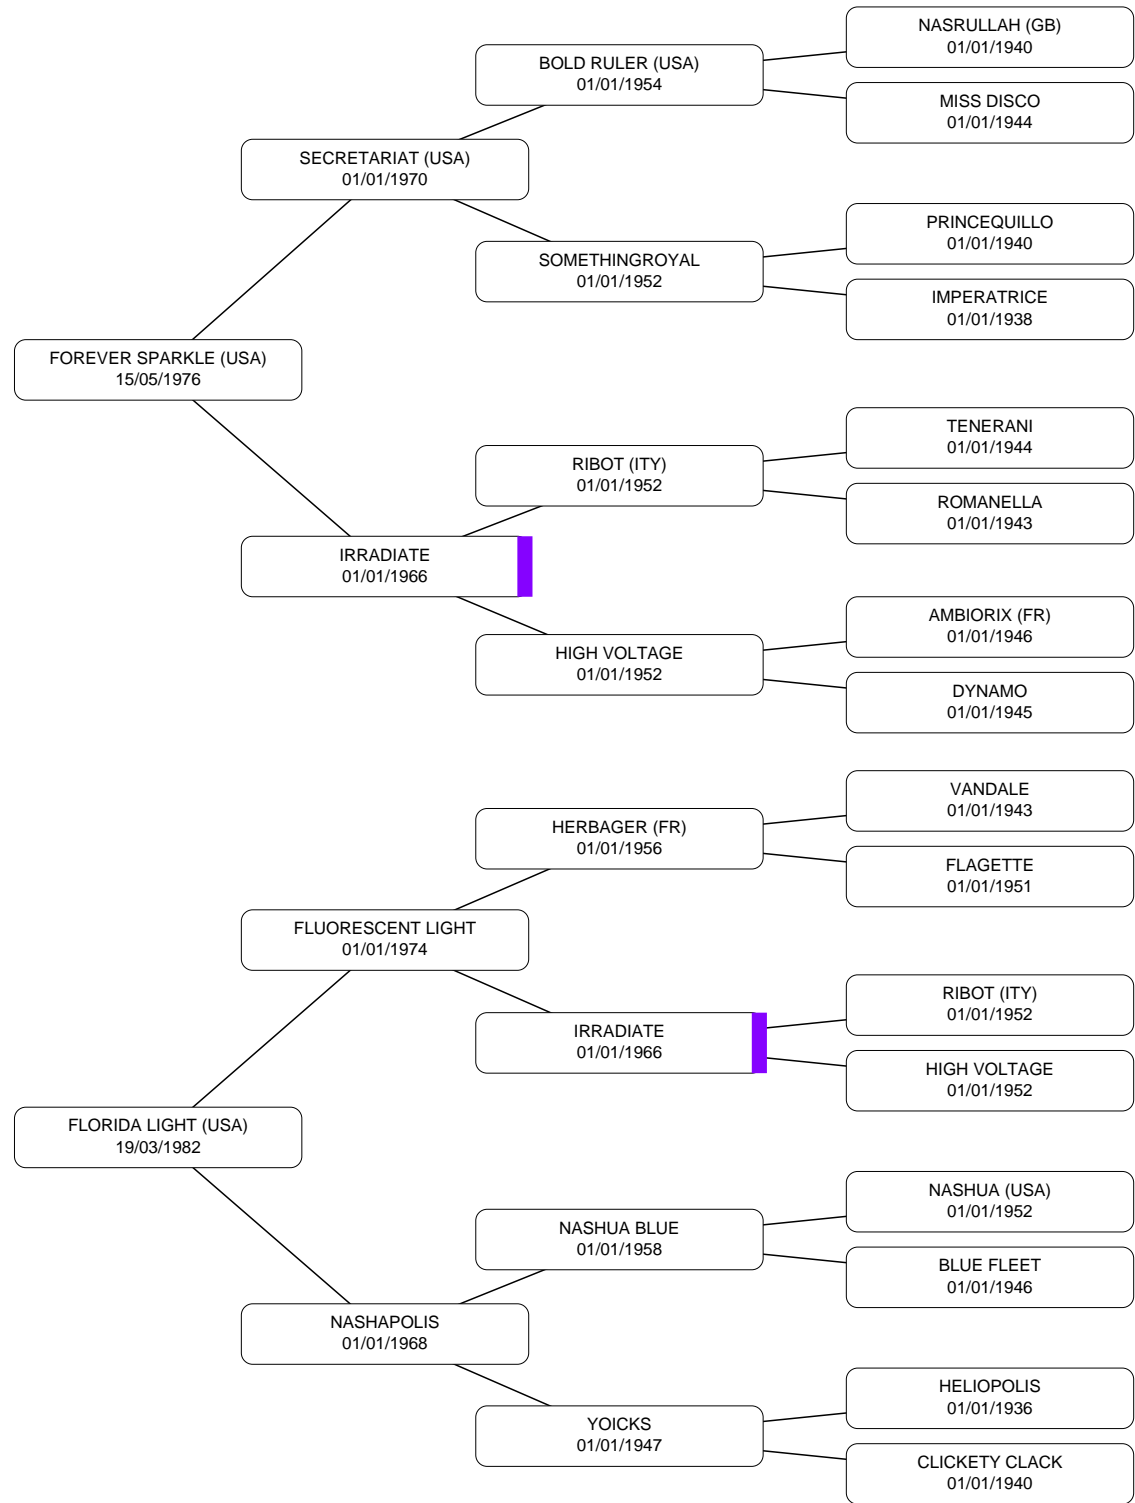 NASRULLAH (GB)
01/01/1940
BOLD RULER (USA)
01/01/1954
MISS DISCO
01/01/1944
SECRETARIAT (USA)
01/01/1970
PRINCEQUILLO
01/01/1940
SOMETHINGROYAL
01/01/1952
IMPERATRICE
01/01/1938
FOREVER SPARKLE (USA)
15/05/1976
TENERANI
01/01/1944
RIBOT (ITY)
01/01/1952
ROMANELLA
01/01/1943
IRRADIATE
01/01/1966
AMBIORIX (FR)
01/01/1946
HIGH VOLTAGE
01/01/1952
DYNAMO
01/01/1945
VANDALE
01/01/1943
HERBAGER (FR)
01/01/1956
FLAGETTE
01/01/1951
FLUORESCENT LIGHT
01/01/1974
RIBOT (ITY)
01/01/1952
IRRADIATE
01/01/1966
HIGH VOLTAGE
01/01/1952
FLORIDA LIGHT (USA)
19/03/1982
NASHUA (USA)
01/01/1952
NASHUA BLUE
01/01/1958
BLUE FLEET
01/01/1946
NASHAPOLIS
01/01/1968
HELIOPOLIS
01/01/1936
YOICKS
01/01/1947
CLICKETY CLACK
01/01/1940